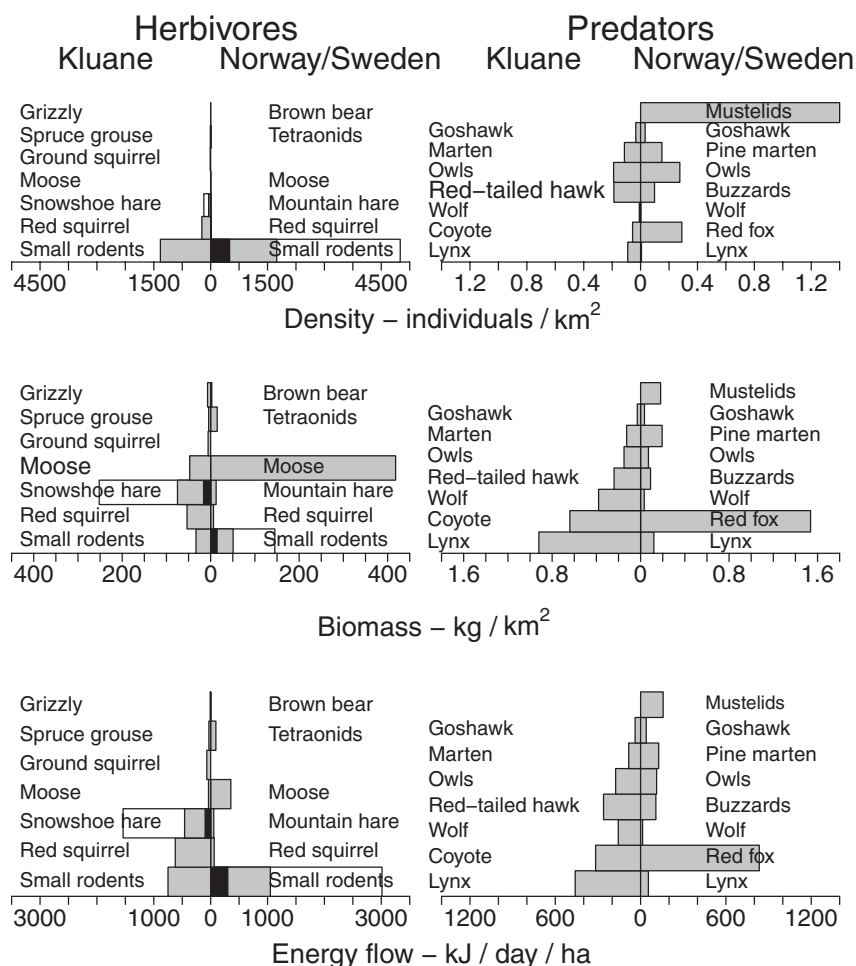 Herbivores Predators
Kluane Norway/Sweden Kluane Norway/Sweden
Grizzly Brown bear Mustelids
Spruce grouse Tetraonids Goshawk Goshawk
Ground squirrel Marten Pine marten
Moose Moose Owls Owls
Snowshoe hare Mountain hare Red–tailed hawk Buzzards
Red squirrel Red squirrel Wolf Wolf
Small rodents Small rodents Coyote Red fox
Lynx Lynx
4500 1500 0 1500 4500 1.2 0.8 0.4 0 0.4 0.8 1.2
Density – individuals / km2
Grizzly Brown bear Mustelids
Spruce grouse Tetraonids Goshawk Goshawk
Ground squirrel Marten Pine marten
Moose Moose Owls Owls
Snowshoe hare Mountain hare Red–tailed hawk Buzzards
Red squirrel Red squirrel Wolf Wolf
Small rodents Small rodents Coyote Red fox
Lynx Lynx
400 200 0 200 400 1.6 0.8 0 0.8 1.6
Biomass – kg / km2
Grizzly Brown bear Mustelids
Spruce grouse Tetraonids Goshawk Goshawk
Ground squirrel Marten Pine marten
Moose Moose Owls Owls
Snowshoe hare Mountain hare Red–tailed hawk Buzzards
Red squirrel Red squirrel Wolf Wolf
Small rodents Small rodents Coyote Red fox
Lynx Lynx
3000 1000 0 1000 3000 1200 600 0 600 1200
Energy flow – kJ / day / ha